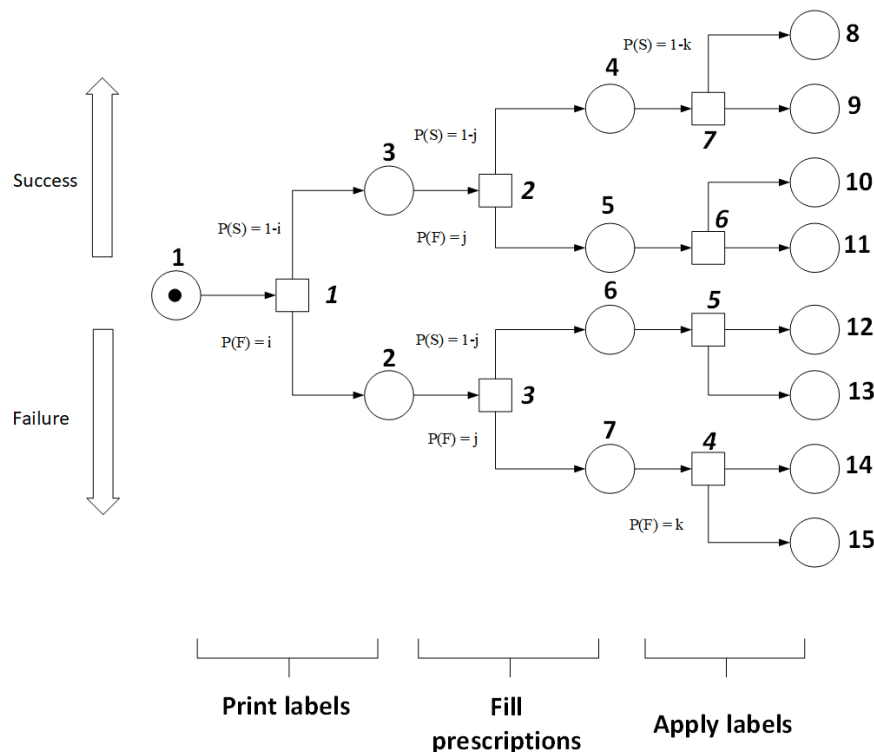 8
P(S) = 1-k
4
9
7
P(S) = 1-j
3
10
Success
2
5
6
P(S) = 1-i
P(F) = j
11
1
1
6
5
12
P(F) = i
P(S) = 1-j
2
3
13
Failure
P(F) = j
7
4
14
P(F) = k
15
Print labels
Fill
prescriptions
Apply labels